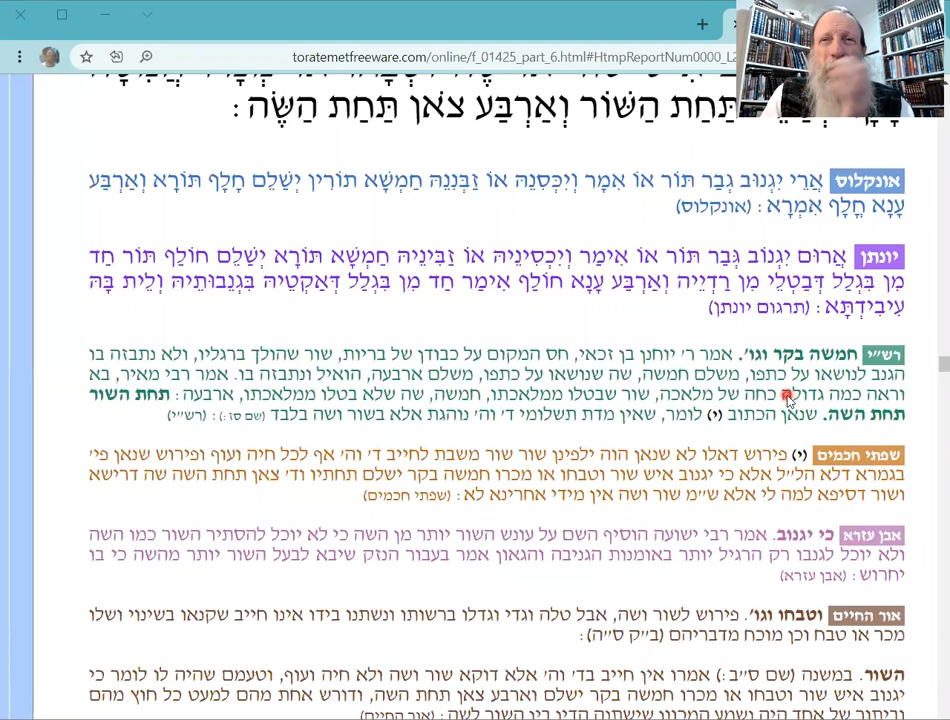 toratemetfreeware.com/online/f_01425_part_6.html#HtmpReportNum0000_L2
תַּחַת הַשּׁוֹר וְאַרְבַּע צֹאן תַּחַת הַשֶּׂה :
אונקלוס אֲרֵי יִגְנוֹב גְּבַר תּוֹר אוֹ אִמַּר וְיִכְּסִנֵּהּ אוֹ זַבְּנִנֵּהּ חַמְשָׁא תוֹרִין יְשַׁלֵּם חֲלָף תּוֹרָא וְאַרְבַּע
עָנָא חֲלָף אִמְּרָא : (אונקלוס)
יונתן אֲרוּם יִגְנוֹב גְּבַר תּוֹר אוֹ אִימַר וְיִכְסִינֵיהּ אוֹ זַבִּינֵיהּ חַמְשָׁא תּוֹרָא יְשַׁלֵּם חוֹלַף תּוֹר חַד
מִן בִּגְלַל דְּבַטְלֵי מִן רַדְיֵיהּ וְאַרְבַּע עָנָא חוֹלַף אִימַר חַד מִן בִּגְלַל דְּאַקְטֵיהּ בִּגְנֵבוּתֵיהּ וְלֵית בָּהּ
עִיבִידְתָּא : (תרגום יונתן)
רש"י חמשה בקר וגו'. אמר ר' יוחנן בן זכאי, חס המקום על כבודן של בריות, שור שהולך ברגליו, ולא נתבזה בו
הגנב לנושאו על כתפו, משלם חמשה, שה שנושאו על כתפו, משלם ארבעה, הואיל ונתבזה בו. אמר רבי מאיר, בא
וראה כמה גדולה כחה של מלאכה, שור שבטלו ממלאכתו, חמשה, שה שלא בטלו ממלאכתו, ארבעה : תחת השור
תחת השה. שנאן הכתוב (י) לומר, שאין מדת תשלומי ד' וה' נוהגת אלא בשור ושה בלבד (שם סז :) : (רש"י)
שפתי חכמים (י) פירוש דאלו לא שנאן הוה ילפינן שור שור משבת לחייב ד' וה' אף לכל חיה ועוף ופירוש שנאן פי'
בגמרא דלא הל"ל אלא כי יגנוב איש שור וטבחו או מכרו חמשה בקר ישלם תחתיו וד' צאן תחת השה שה דרישא
ושור דסיפא למה לי אלא ש"מ שור ושה אין מידי אחרינא לא : (שפתי חכמים)
אבן עזרא כי יגנוב. אמר רבי ישועה הוסיף השם על עונש השור יותר מן השה כי לא יוכל להסתיר השור כמו השה
ולא יוכל לגנבו רק הרגיל יותר באומנות הגניבה והגאון אמר בעבור הנזק שיבא לבעל השור יותר מהשה כי בו
יחרוש : (אבן עזרא)
אור החיים וטבחו וגו'. פירוש לשור ושה, אבל טלה וגדי וגדלו ברשותו ונשתנו בידו אינו חייב שקנאו בשינוי ושלו
מכר או טבח וכן מוכח מדבריהם (ב"ק ס"ה) :
השור. במשנה (שם ס"ב :) אמרו אין חייב בד' וה' אלא דוקא שור ושה ולא חיה ועוף, וטעמם שהיה לו לומר כי
יגנוב איש שור וטבחו או מכרו חמשה בקר ישלם וארבע צאן תחת השה, ודורש אחת מהם למעט כל חוץ מהם